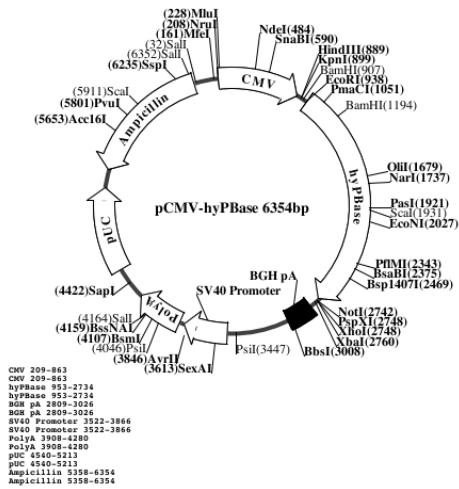 (228)MluI
(208)NruI
(161)MfeI
(32)SalI
(6352)SalI
(6235)SspI
(5911)ScaI
(5801)PvuI
(5653)Acc16I
NdeI(484)
SnaBI(590)
HindIII(889)
KpnI(899)
BamHI(907)
EcoRI(938)
PmaCI(1051)
BamHI(1194)
CMV
Ampicillin
hyPBase
OliI(1679)
NarI(1737)
PasI(1921)
ScaI(1931)
EcoNI(2027)
pCMV-hyPBase 6354bp
pUC
PflMI(2343)
BsaBI(2375)
Bsp1407I(2469)
BGH pA
SV40 Promoter
(4422)SapI
PolyA
NotI(2742)
PspXI(2748)
XhoI(2748)
XbaI(2760)
BbsI(3008)
PsiI(3447)
(4164)SalI
(4159)BssNAI
(4107)BsmI
(4046)PsiI
(3846)AvrII
(3613)SexAI
CMV 209-863
CMV 209-863
hyPBase 953-2734
hyPBase 953-2734
BGH pA 2809-3026
BGH pA 2809-3026
SV40 Promoter 3522-3866
SV40 Promoter 3522-3866
PolyA 3908-4280
PolyA 3908-4280
pUC 4540-5213
pUC 4540-5213
Ampicillin 5358-6354
Ampicillin 5358-6354